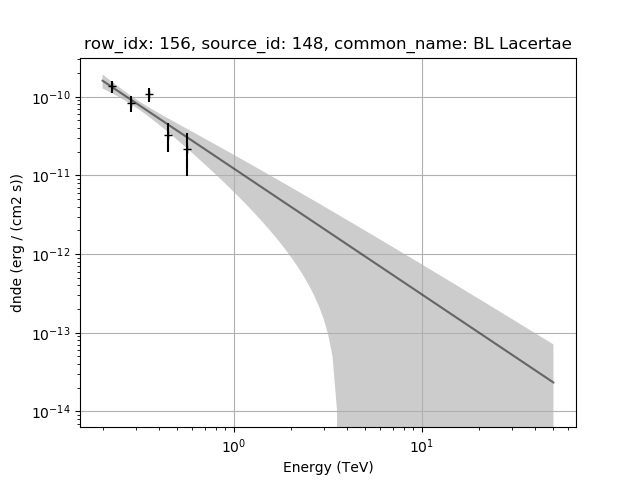 row_idx: 156, source_id: 148, common_name: BL Lacertae
dnde (erg / (cm2 s))
10⁻¹⁰
10⁻¹¹
10⁻¹²
10⁻¹³
10⁻¹⁴
10⁰ 10¹
Energy (TeV)